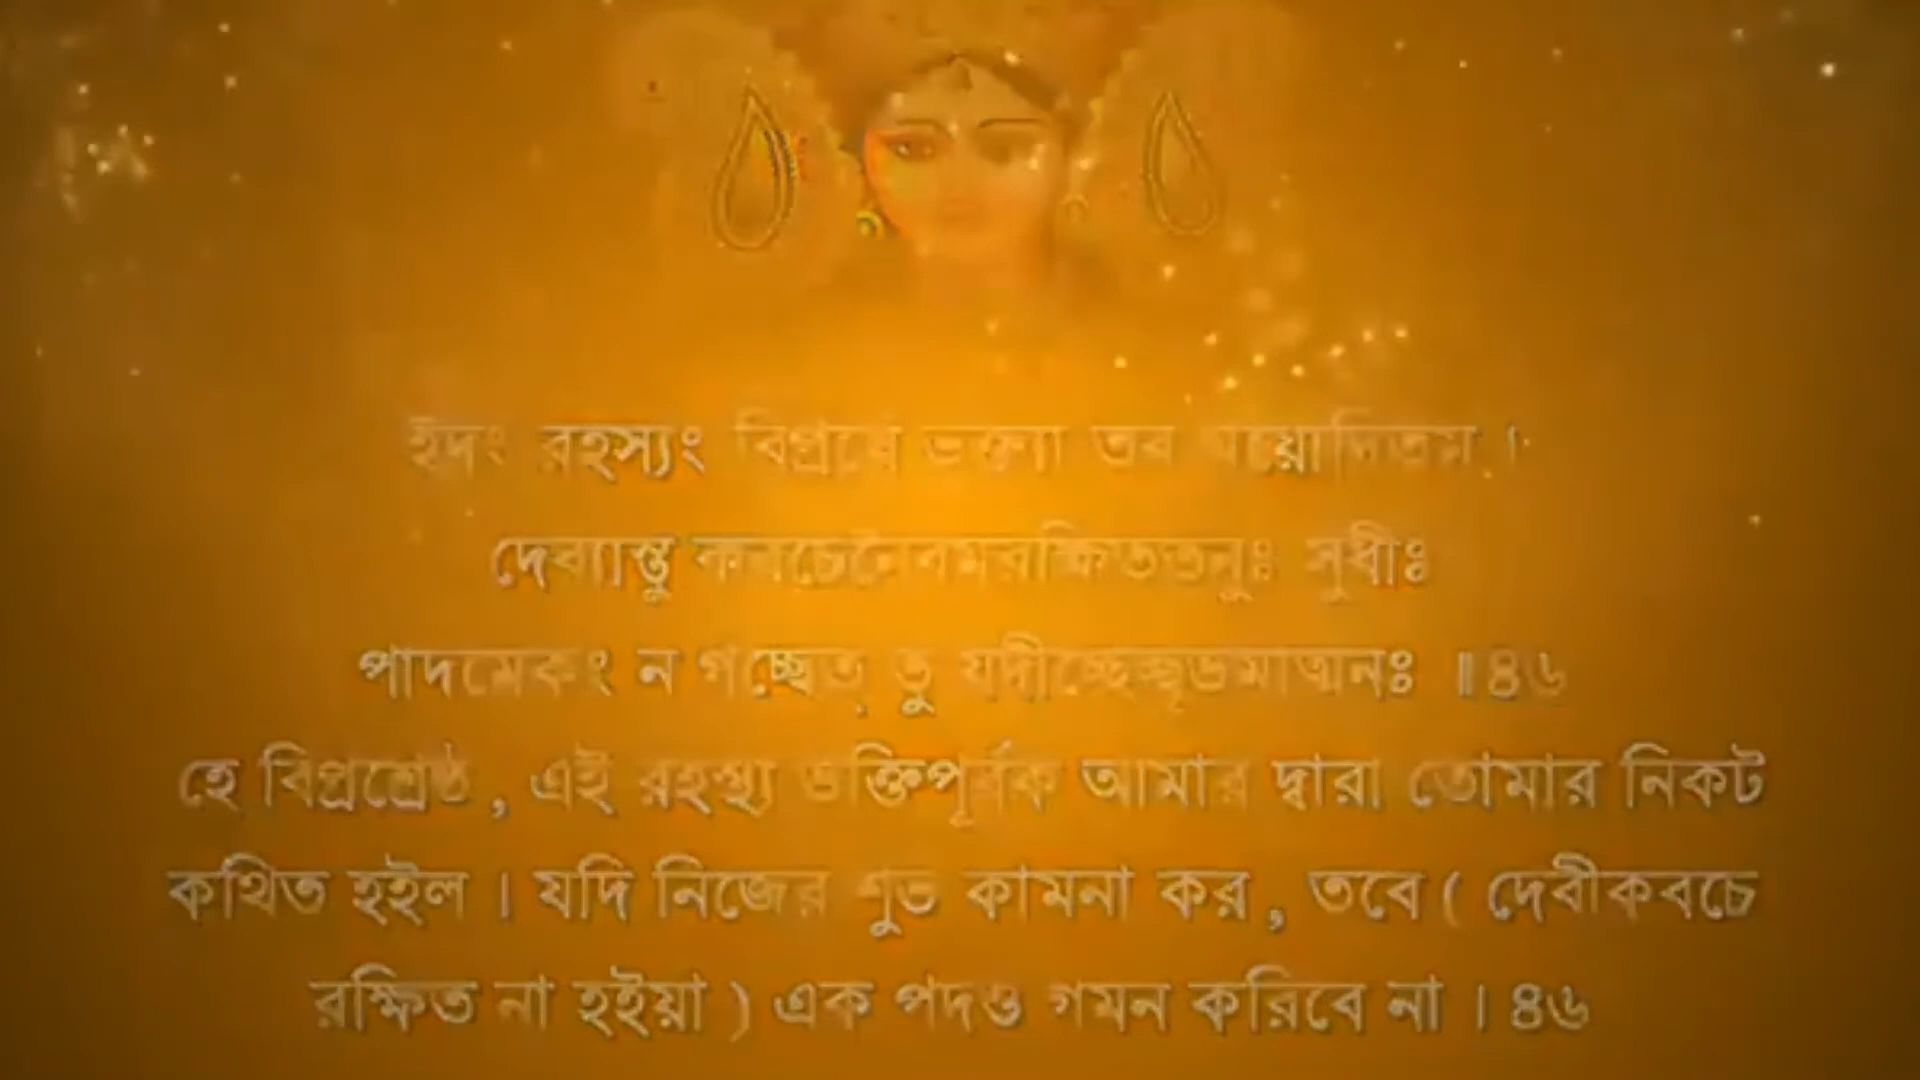 ইদং রহস্যং বিপ্রর্ষে ভক্ত্যা তব ময়োদিতম্ ।
দেব্যাস্তু কবচেনৈবমরক্ষিততনুঃ সুধীঃ
পাদমেকং ন গচ্ছেত্ তু যদীচ্ছেচ্ছুভমাত্মনঃ ॥৪৬
হে বিপ্রশ্রেষ্ঠ , এই রহস্য ভক্তিপূর্বক আমার দ্বারা তোমার নিকট
কথিত হইল । যদি নিজের শুভ কামনা কর , তবে ( দেবীকবচে
রক্ষিত না হইয়া ) এক পদও গমন করিবে না । ৪৬